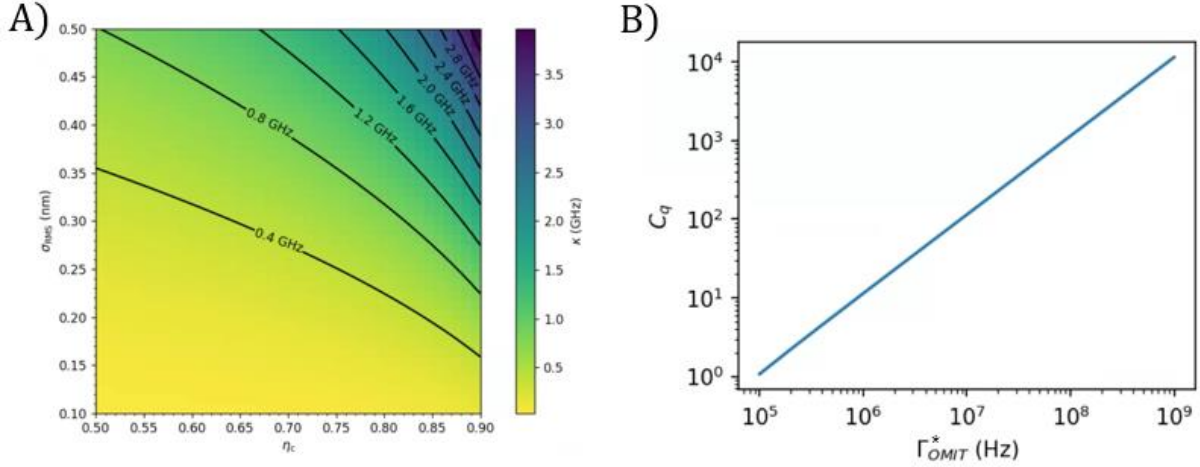 A)
0.50
0.45
0.40
0.35
0.30
0.25
0.20
0.15
0.10
σRMS (nm)
0.50 0.55 0.60 0.65 0.70 0.75 0.80 0.85 0.90
ηc
0.4 GHz
0.8 GHz
1.2 GHz
1.6 GHz
2.0 GHz
2.4 GHz
2.8 GHz
3.5
3.0
2.5
2.0
1.5
1.0
0.5
κ (GHz)
B)
10⁴
10³
10²
10¹
10⁰
Cq
10⁵ 10⁶ 10⁷ 10⁸ 10⁹
Γ*OMIT (Hz)